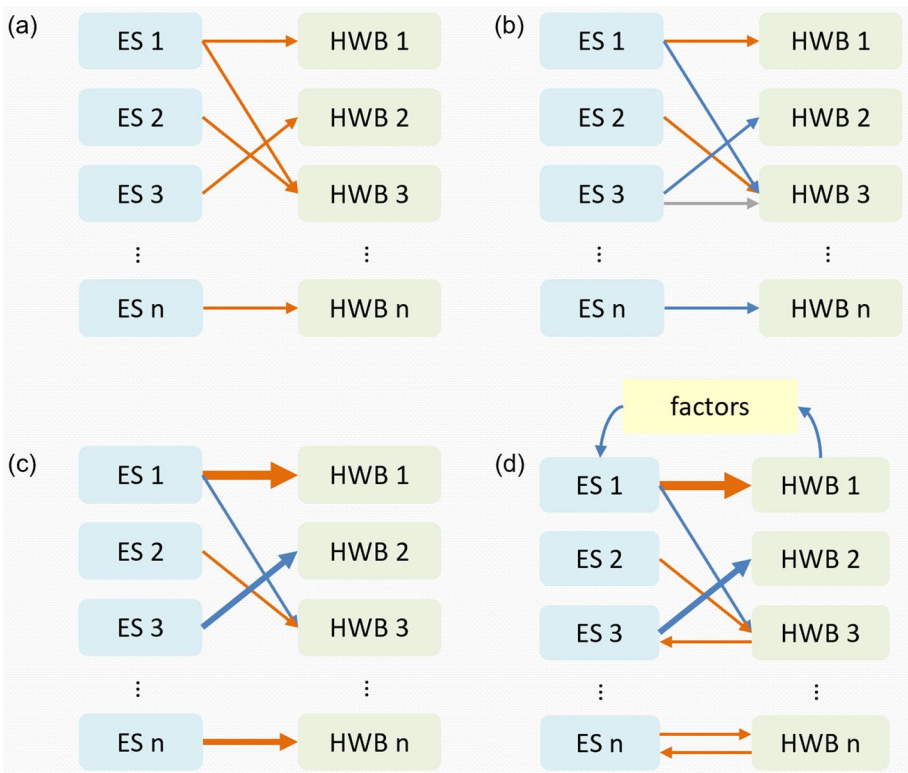 (a)
ES 1 HWB 1
ES 2 HWB 2
ES 3 HWB 3
⋮ ⋮
ES n HWB n
(b)
ES 1 HWB 1
ES 2 HWB 2
ES 3 HWB 3
⋮ ⋮
ES n HWB n
(c)
ES 1 HWB 1
ES 2 HWB 2
ES 3 HWB 3
⋮ ⋮
ES n HWB n
(d)
factors
ES 1 HWB 1
ES 2 HWB 2
ES 3 HWB 3
⋮ ⋮
ES n HWB n